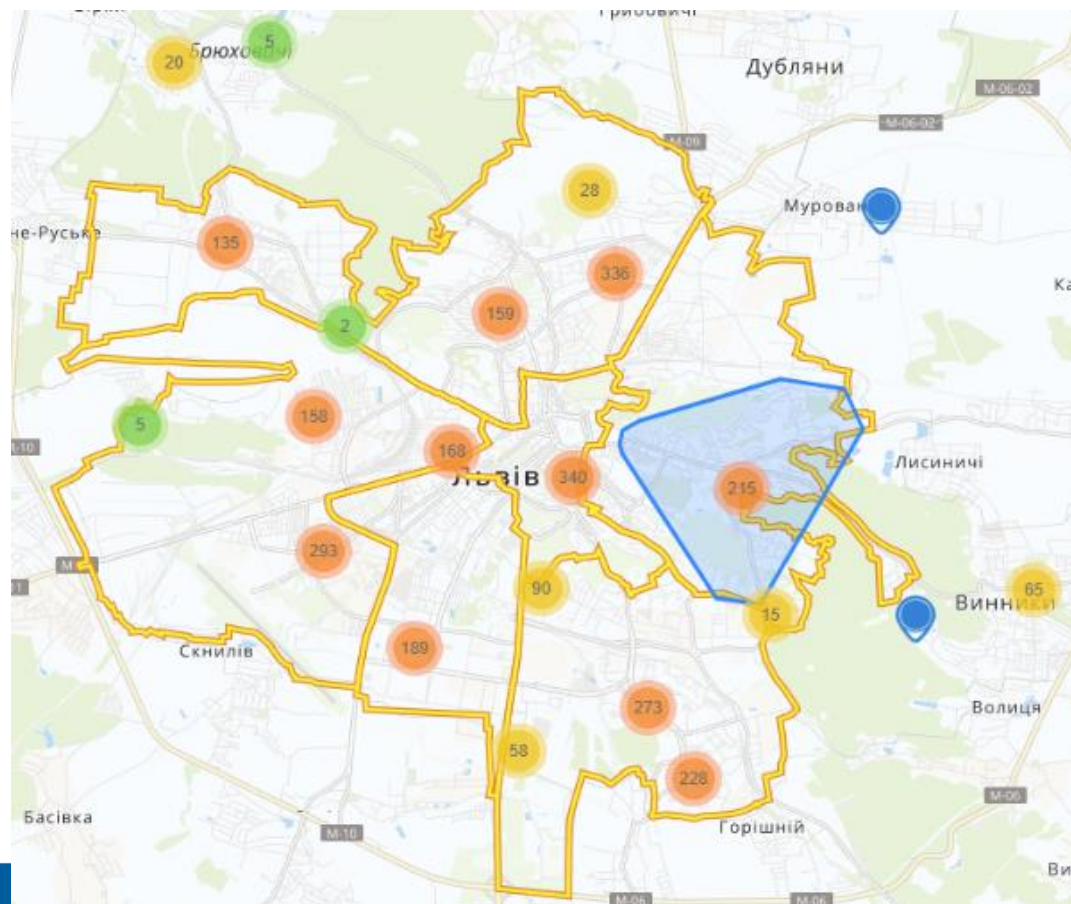 Брюховичі
5
20
Дубляни
М-06-02
М-06-02
М-09
28
Мурован
не-Руське
135
336
Ка
159
2
158
5
168
М-10
Львів
340
Лисиничі
215
293
90
65
Винники
15
189
Скнилів
Волиця
273
58
228
М-06
Басівка
М-10
Горішній
Ви
М-06
М-06